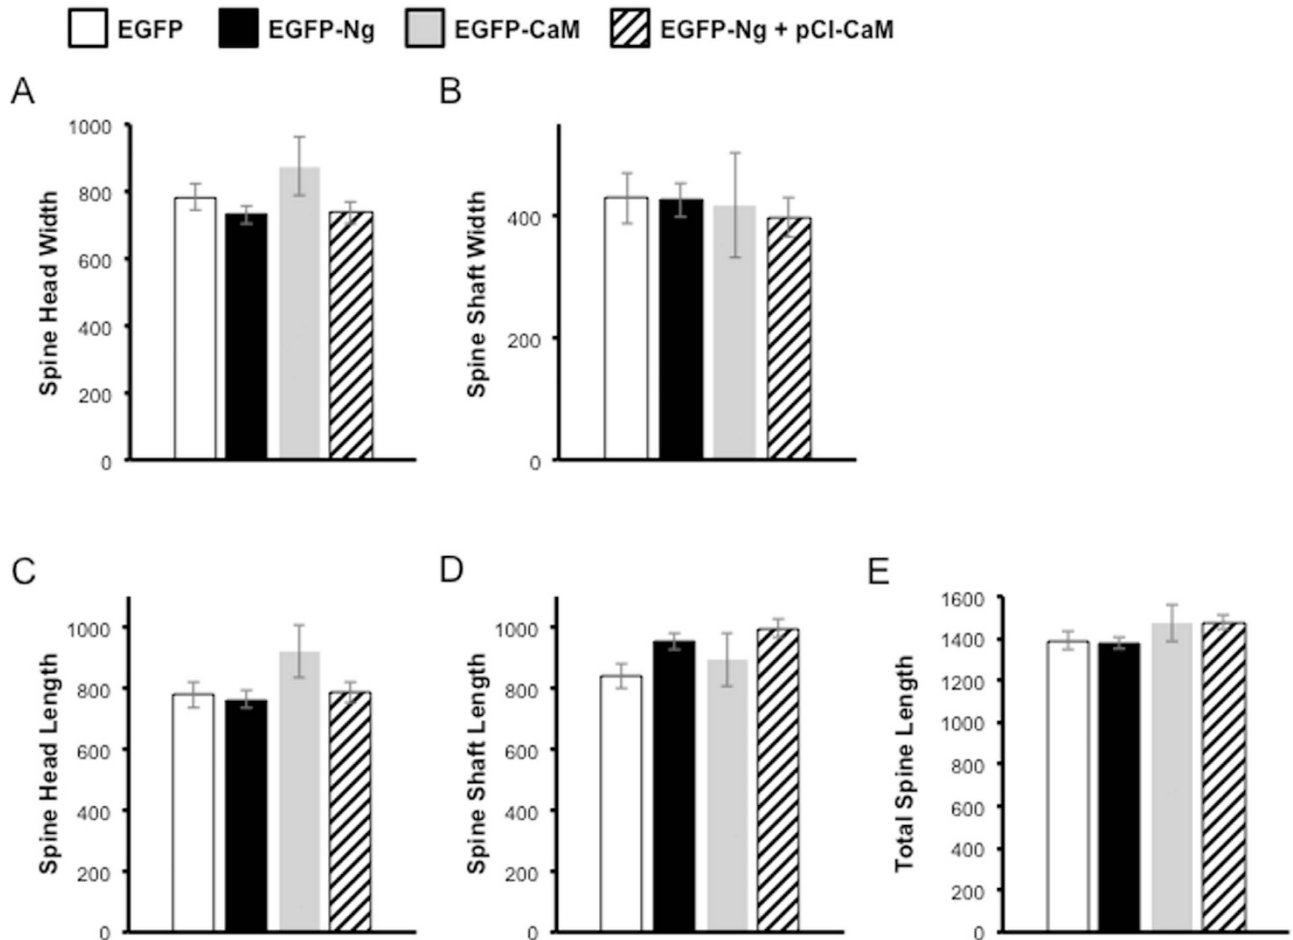 EGFP EGFP-Ng EGFP-CaM EGFP-Ng + pCI-CaM
A
Spine Head Width
1000
800
600
400
200
0
B
Spine Shaft Width
400
200
0
C
Spine Head Length
1000
800
600
400
200
0
D
Spine Shaft Length
1000
800
600
400
200
0
E
Total Spine Length
1600
1400
1200
1000
800
600
400
200
0